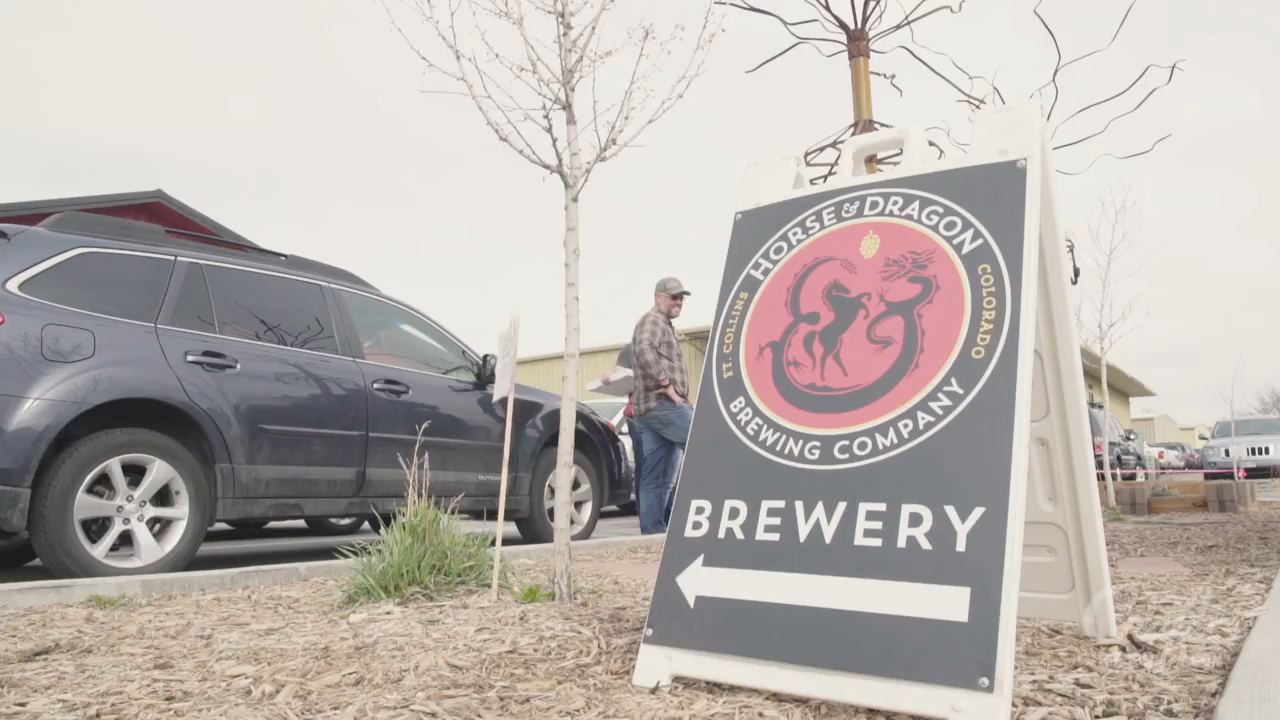 HORSE & DRAGON
FT. COLLINS
COLORADO
BREWING COMPANY
BREWERY